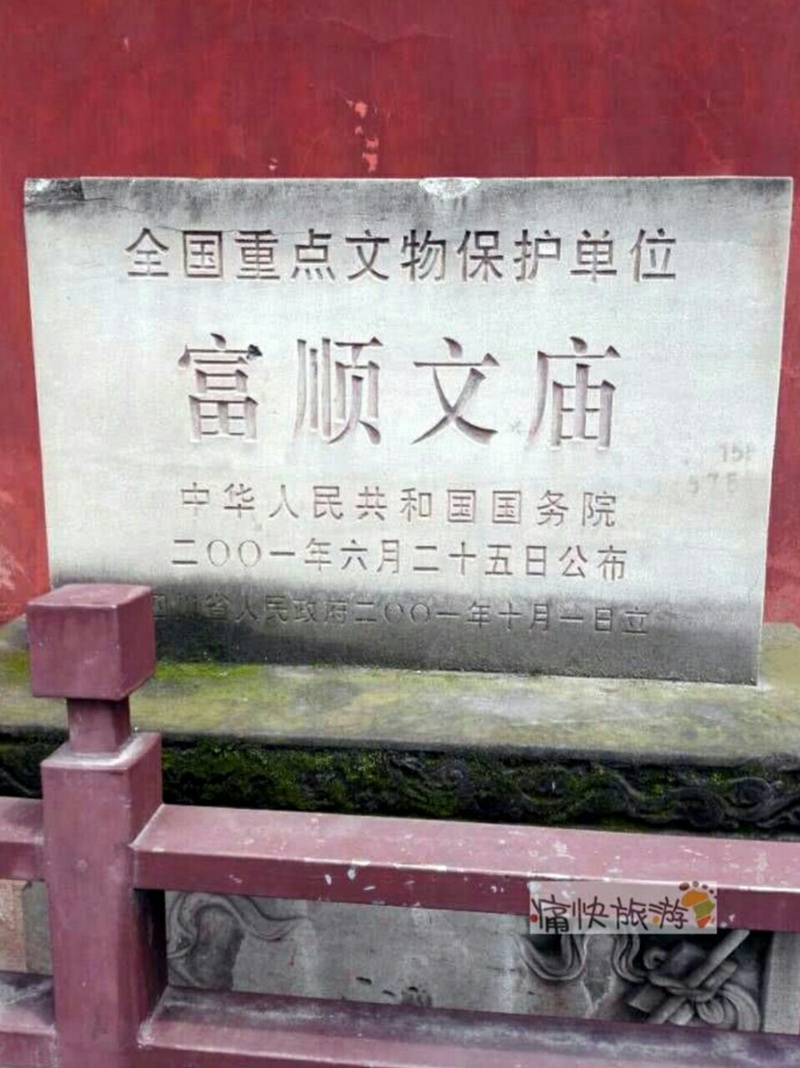 全国重点文物保护单位
富顺文庙
中华人民共和国国务院
二〇〇一年六月二十五日公布
四川省人民政府二〇〇一年十月一日立
痛快旅游